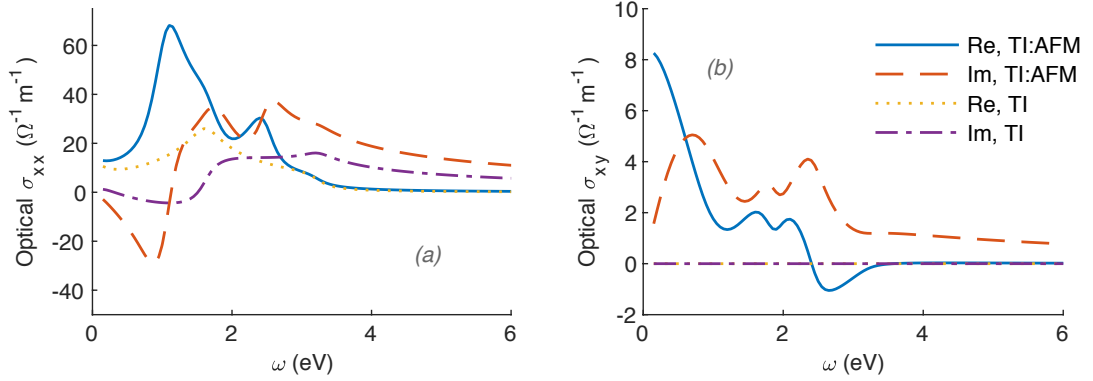 Optical σxx (Ω⁻¹ m⁻¹)
60
40
20
0
-20
-40
(a)
0
2
4
6
ω (eV)
Optical σxy (Ω⁻¹ m⁻¹)
10
8
6
4
2
0
-2
(b)
Re, TI:AFM
Im, TI:AFM
Re, TI
Im, TI
0
2
4
6
ω (eV)